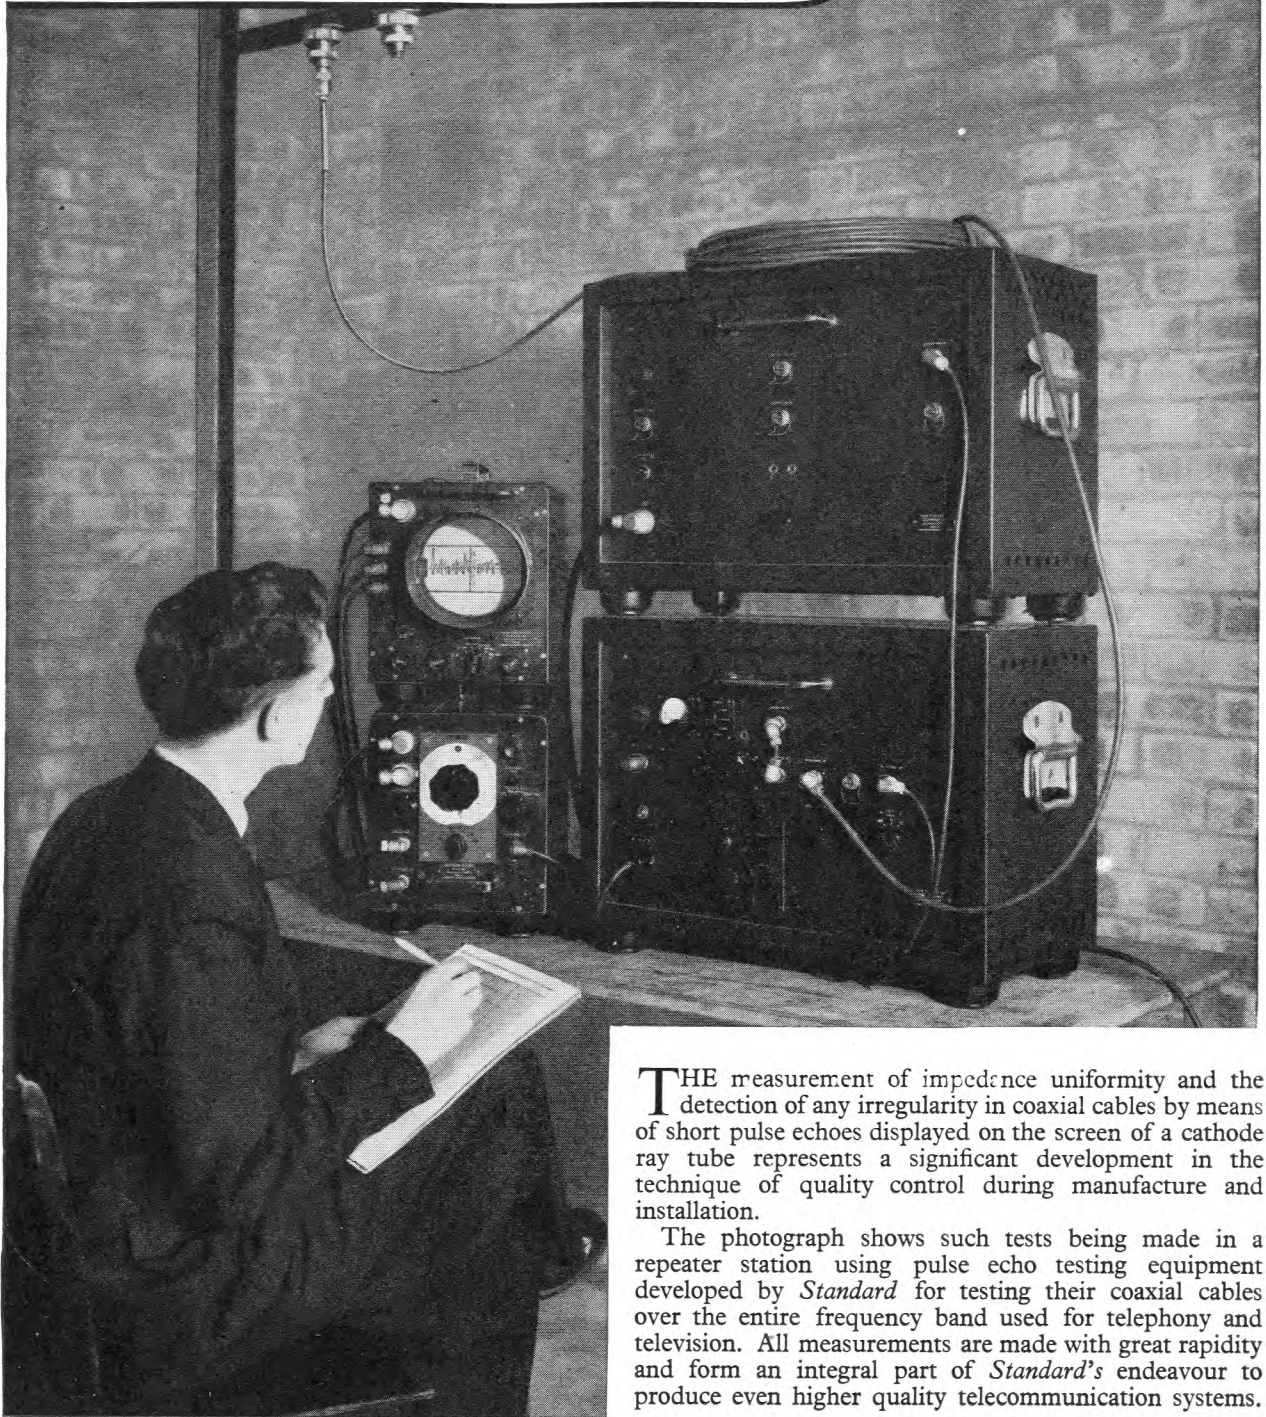 THE measurement of impedance uniformity and the
detection of any irregularity in coaxial cables by means
of short pulse echoes displayed on the screen of a cathode
ray tube represents a significant development in the
technique of quality control during manufacture and
installation.
The photograph shows such tests being made in a
repeater station using pulse echo testing equipment
developed by Standard for testing their coaxial cables
over the entire frequency band used for telephony and
television. All measurements are made with great rapidity
and form an integral part of Standard's endeavour to
produce even higher quality telecommunication systems.